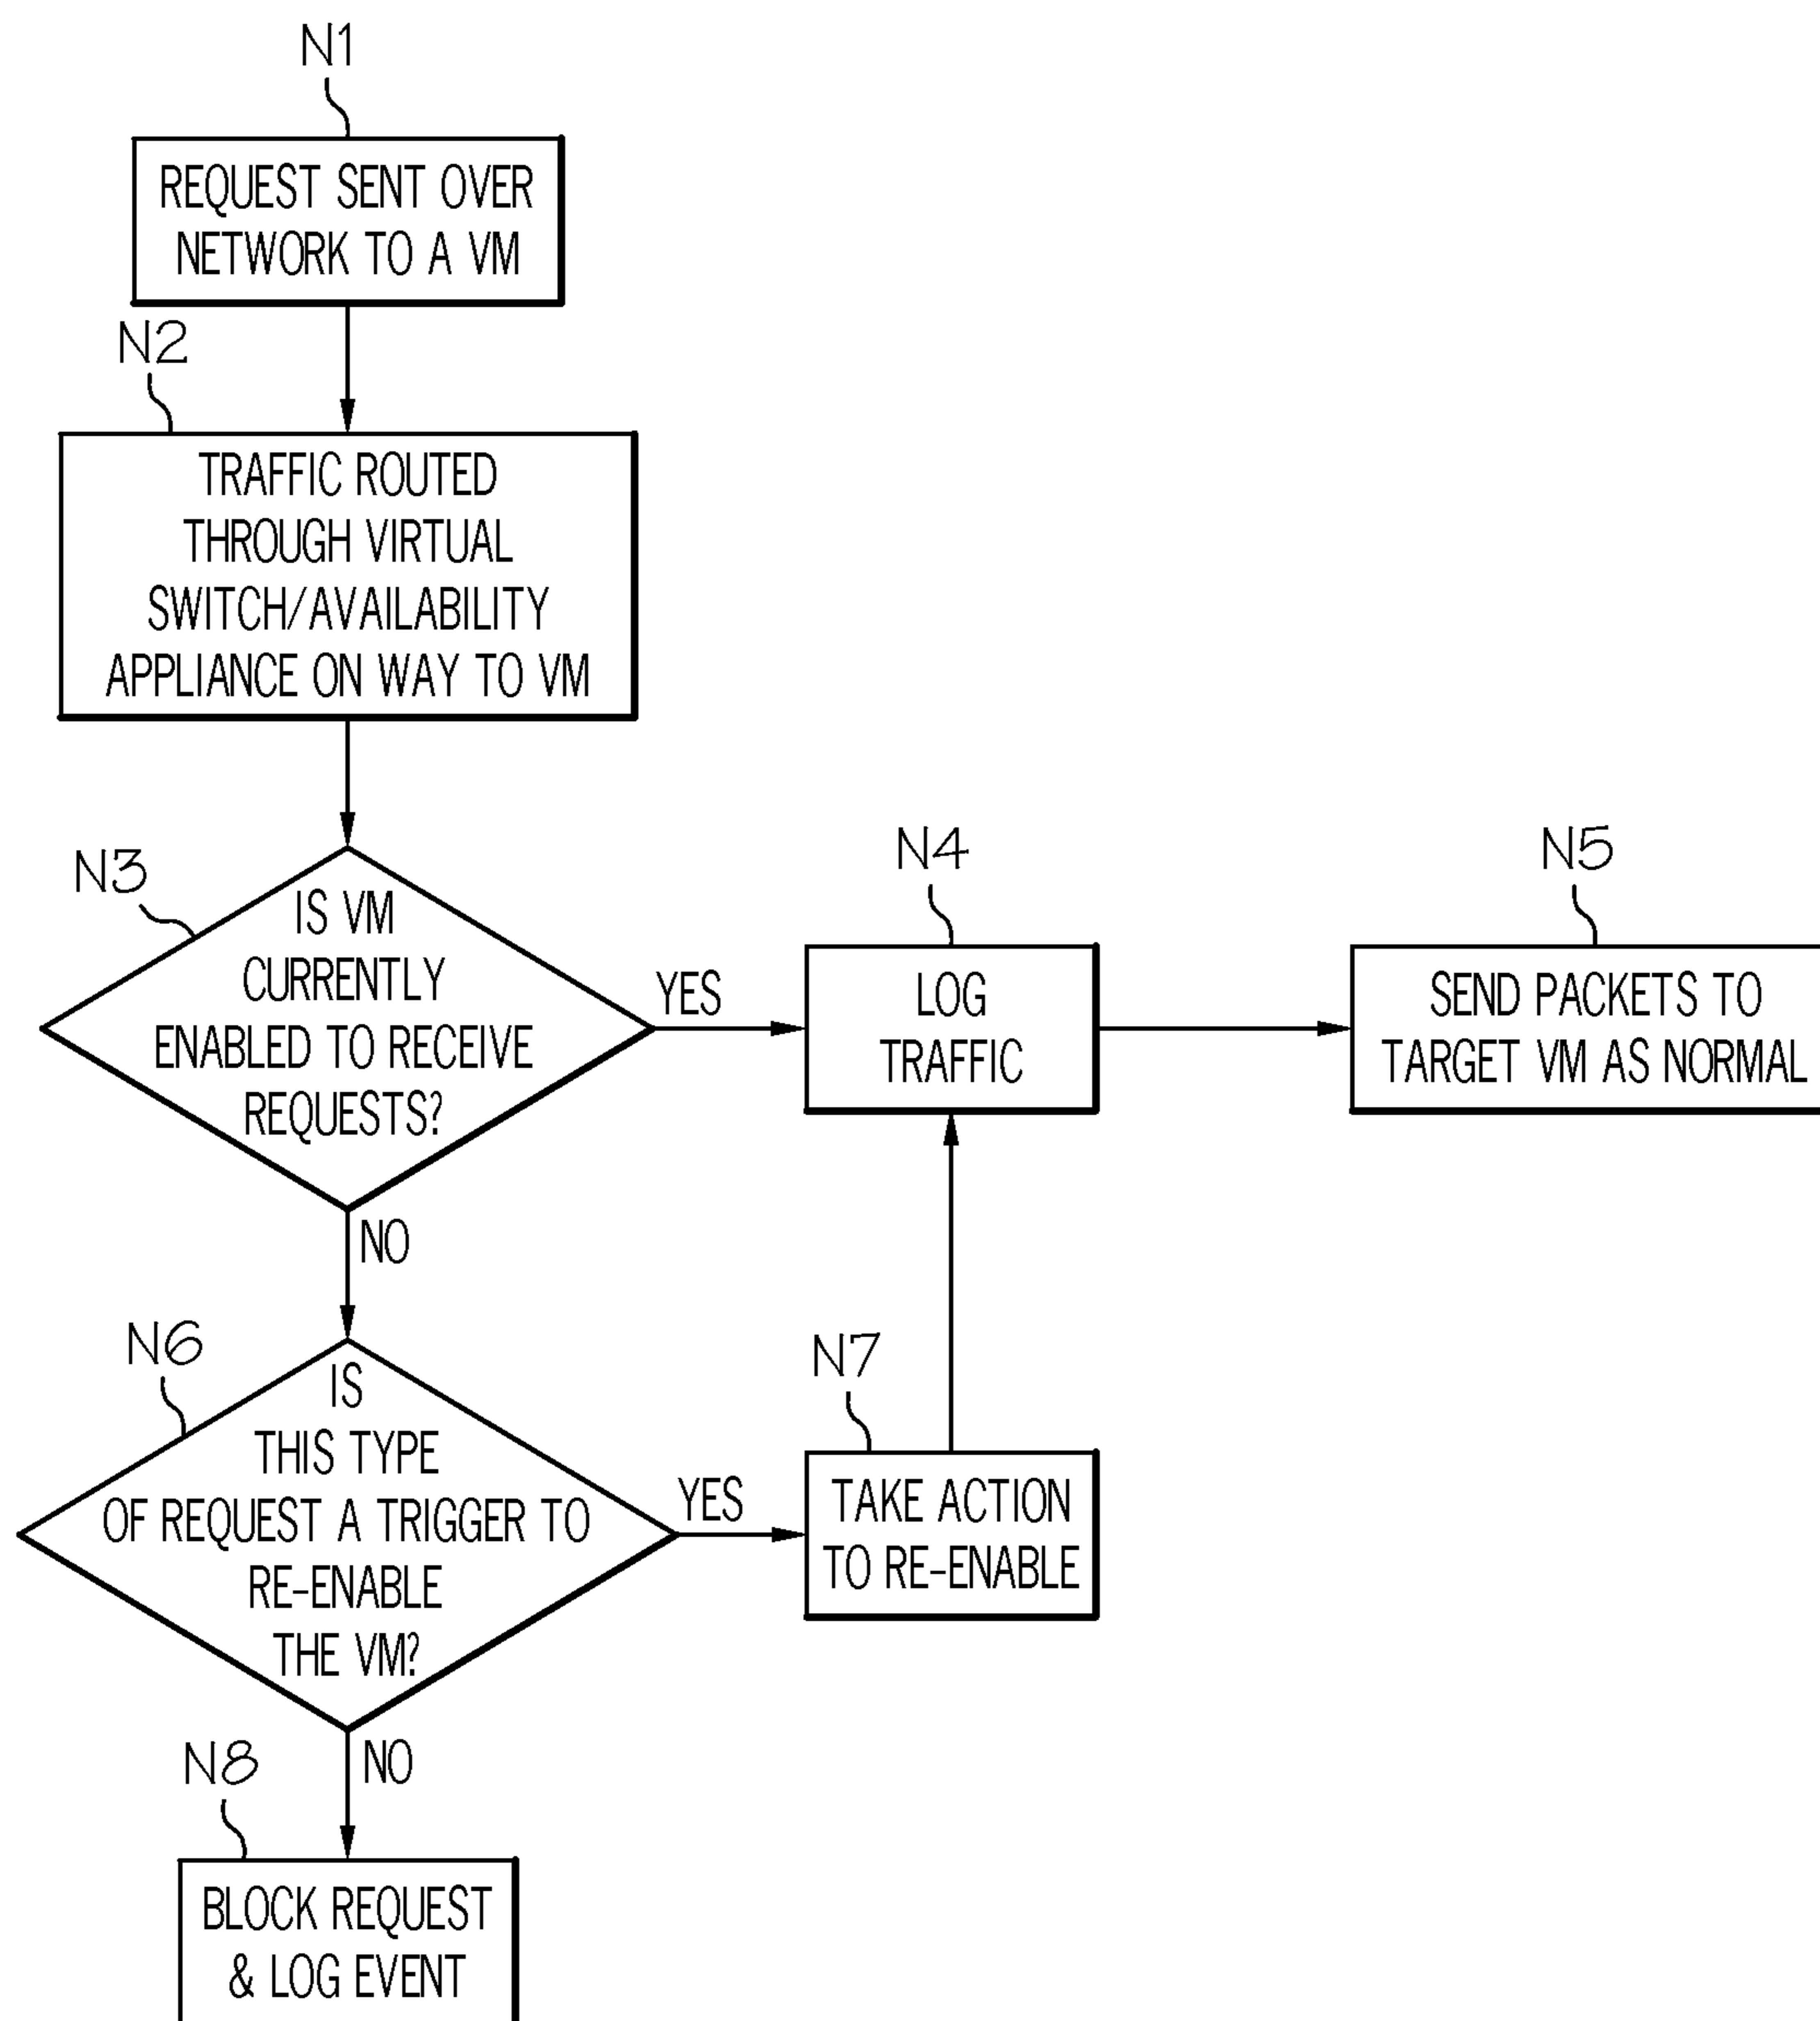 N1
REQUEST SENT OVER
NETWORK TO A VM
N2
TRAFFIC ROUTED
THROUGH VIRTUAL
SWITCH/AVAILABILITY
APPLIANCE ON WAY TO VM
N3
IS VM
CURRENTLY
ENABLED TO RECEIVE
REQUESTS?
YES
N4
LOG
TRAFFIC
N5
SEND PACKETS TO
TARGET VM AS NORMAL
NO
N6
IS
THIS TYPE
OF REQUEST A TRIGGER TO
RE-ENABLE
THE VM?
YES
N7
TAKE ACTION
TO RE-ENABLE
NO
N8
BLOCK REQUEST
& LOG EVENT